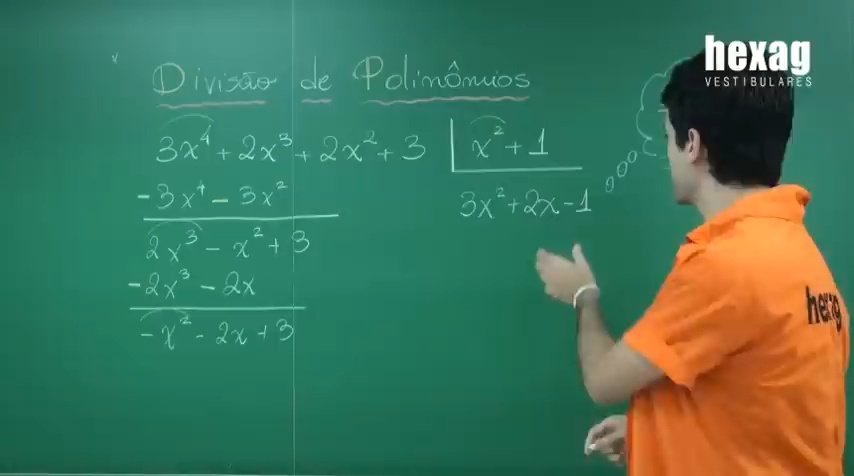 hexag
VESTIBULARES
Divisão de Polinômios
3x⁴ + 2x³ + 2x² + 3 | x² + 1
-3x⁴ - 3x²
3x² + 2x - 1
2x³ - x² + 3
-2x³ - 2x
-x² - 2x + 3
hexag